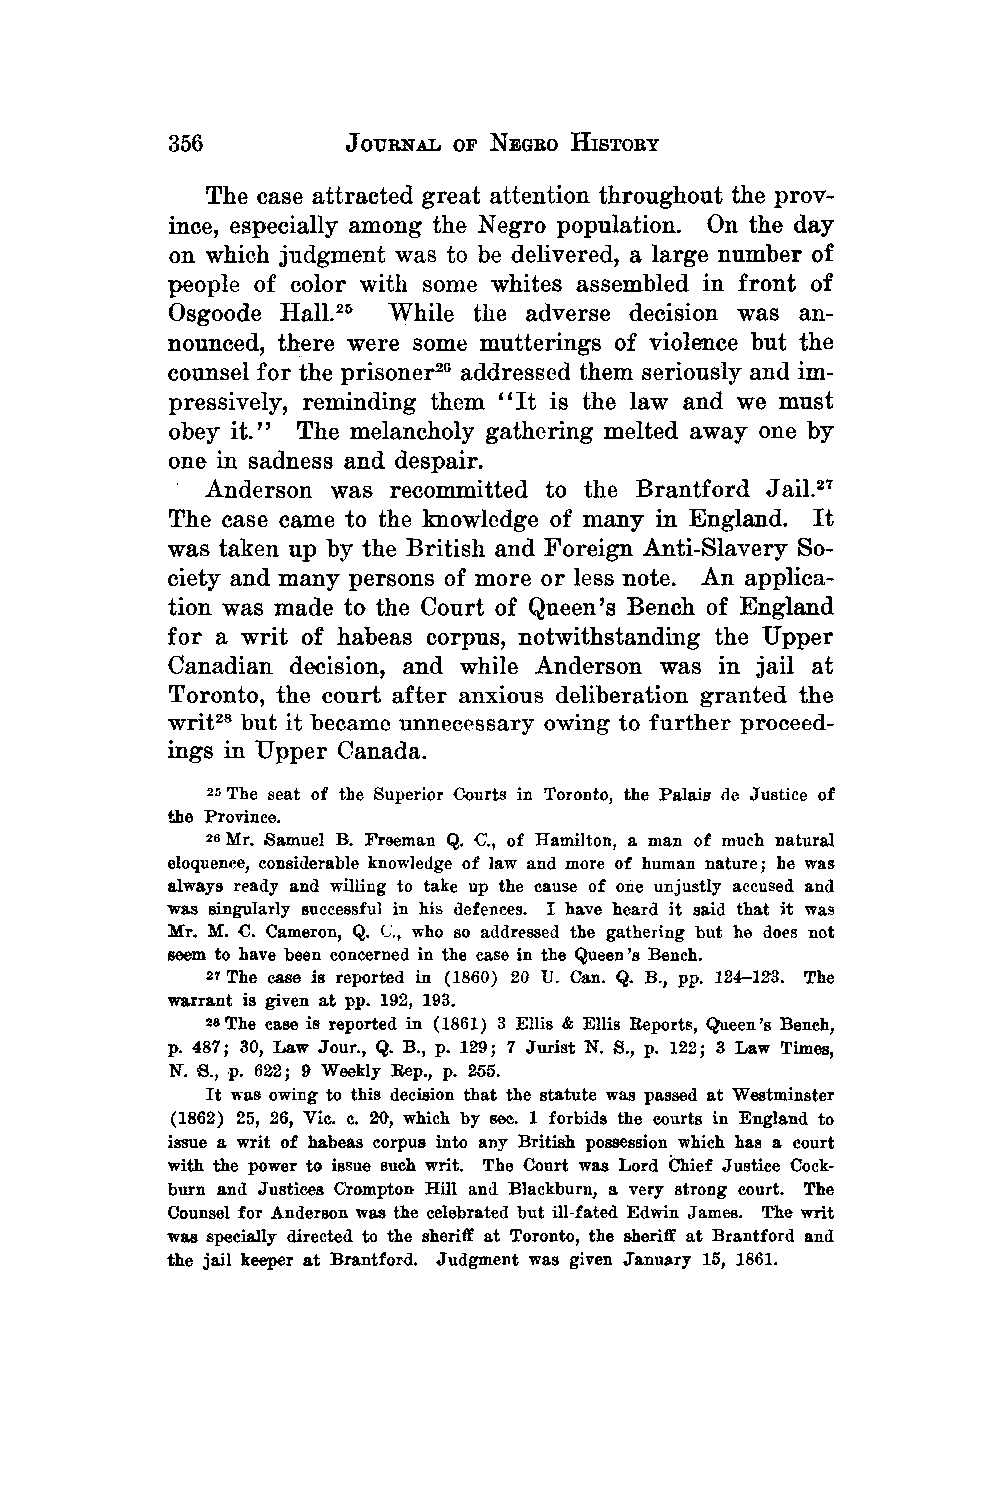 356 JOURNAL OF NEGRO HISTORY
The case attracted great attention throughout the prov-
ince, especially among the Negro population. On the day
on which judgment was to be delivered, a large number of
people of color with some whites assembled in front of
Osgoode Hall.²⁵ While the adverse decision was an-
nounced, there were some mutterings of violence but the
counsel for the prisoner²⁶ addressed them seriously and im-
pressively, reminding them "It is the law and we must
obey it." The melancholy gathering melted away one by
one in sadness and despair.
Anderson was recommitted to the Brantford Jail.²⁷
The case came to the knowledge of many in England. It
was taken up by the British and Foreign Anti-Slavery So-
ciety and many persons of more or less note. An applica-
tion was made to the Court of Queen's Bench of England
for a writ of habeas corpus, notwithstanding the Upper
Canadian decision, and while Anderson was in jail at
Toronto, the court after anxious deliberation granted the
writ²⁸ but it became unnecessary owing to further proceed-
ings in Upper Canada.
²⁵ The seat of the Superior Courts in Toronto, the Palais de Justice of
the Province.
²⁶ Mr. Samuel B. Freeman Q. C., of Hamilton, a man of much natural
eloquence, considerable knowledge of law and more of human nature; he was
always ready and willing to take up the cause of one unjustly accused and
was singularly successful in his defences. I have heard it said that it was
Mr. M. C. Cameron, Q. C., who so addressed the gathering but he does not
seem to have been concerned in the case in the Queen's Bench.
²⁷ The case is reported in (1860) 20 U. Can. Q. B., pp. 124–123. The
warrant is given at pp. 192, 193.
²⁸ The case is reported in (1861) 3 Ellis & Ellis Reports, Queen's Bench,
p. 487; 30, Law Jour., Q. B., p. 129; 7 Jurist N. S., p. 122; 3 Law Times,
N. S., p. 622; 9 Weekly Rep., p. 255.
It was owing to this decision that the statute was passed at Westminster
(1862) 25, 26, Vic. c. 20, which by sec. 1 forbids the courts in England to
issue a writ of habeas corpus into any British possession which has a court
with the power to issue such writ. The Court was Lord Chief Justice Cock-
burn and Justices Crompton Hill and Blackburn, a very strong court. The
Counsel for Anderson was the celebrated but ill-fated Edwin James. The writ
was specially directed to the sheriff at Toronto, the sheriff at Brantford and
the jail keeper at Brantford. Judgment was given January 15, 1861.